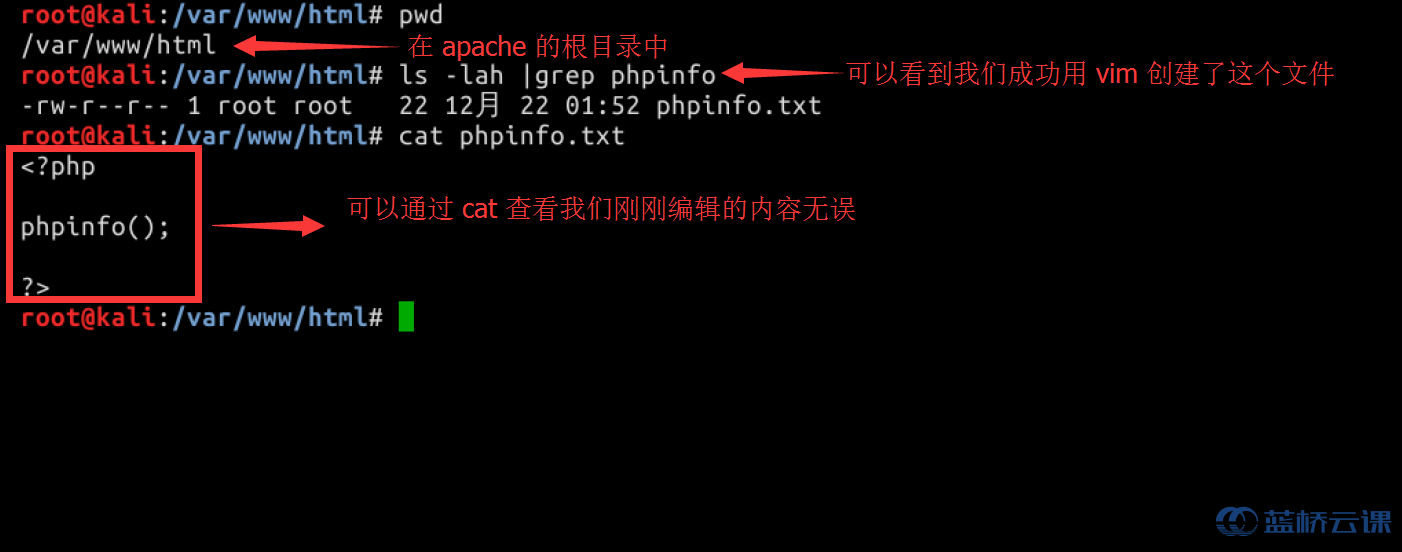 root@kali:/var/www/html# pwd
/var/www/html
在 apache 的根目录中
root@kali:/var/www/html# ls -lah |grep phpinfo
可以看到我们成功用 vim 创建了这个文件
-rw-r--r-- 1 root root   22 12月 22 01:52 phpinfo.txt
root@kali:/var/www/html# cat phpinfo.txt
<?php
phpinfo();
可以通过 cat 查看我们刚刚编辑的内容无误
?>
root@kali:/var/www/html#
蓝桥云课